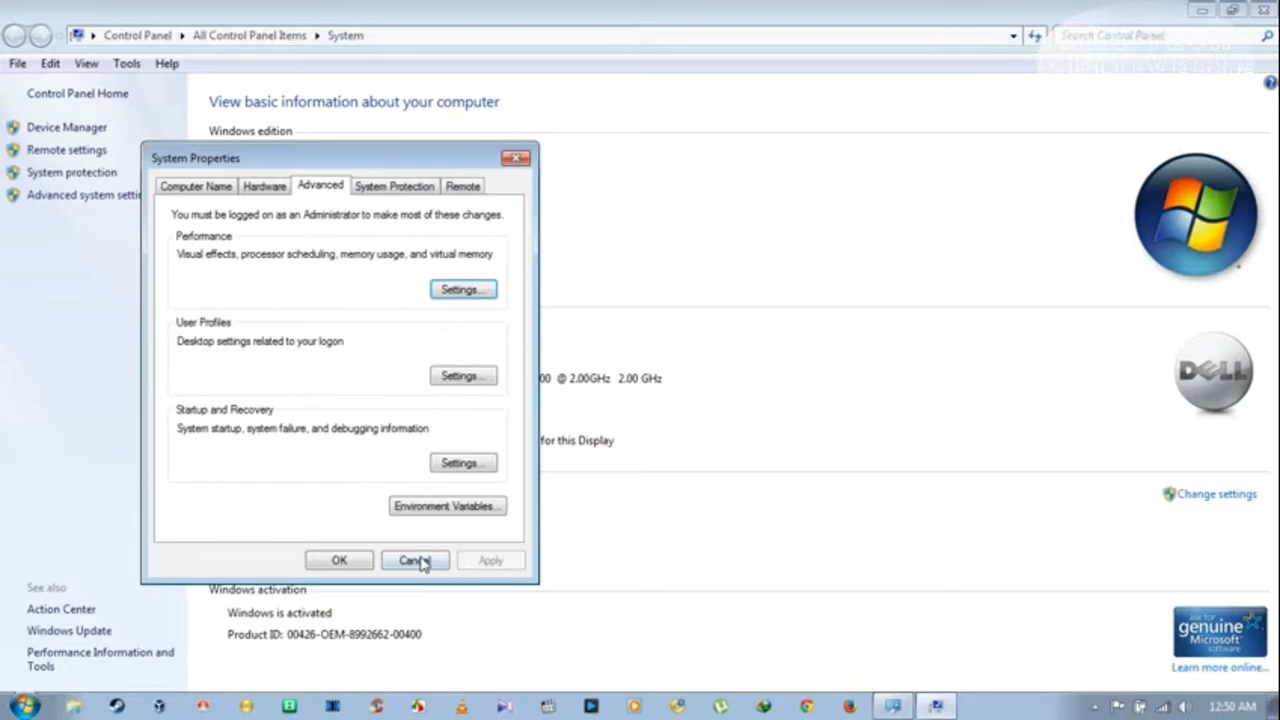 Control Panel
All Control Panel Items
System
Search Control Panel
File Edit View Tools Help
Control Panel Home
Device Manager
Remote settings
System protection
Advanced system setti
View basic information about your computer
Windows edition
System Properties
Computer Name
Hardware
Advanced
System Protection
Remote
You must be logged on as an Administrator to make most of these changes.
Performance
Visual effects, processor scheduling, memory usage, and virtual memory
Settings...
User Profiles
Desktop settings related to your logon
Settings...
Startup and Recovery
System startup, system failure, and debugging information
Settings...
Environment Variables...
OK
Cancel
Apply
00 @ 2.00GHz 2.00 GHz
for this Display
DELL
Change settings
See also
Action Center
Windows Update
Performance Information and
Tools
Windows activation
Windows is activated
Product ID: 00426-OEM-8992662-00400
ask for
genuine
Microsoft
software
Learn more online...
12:50 AM